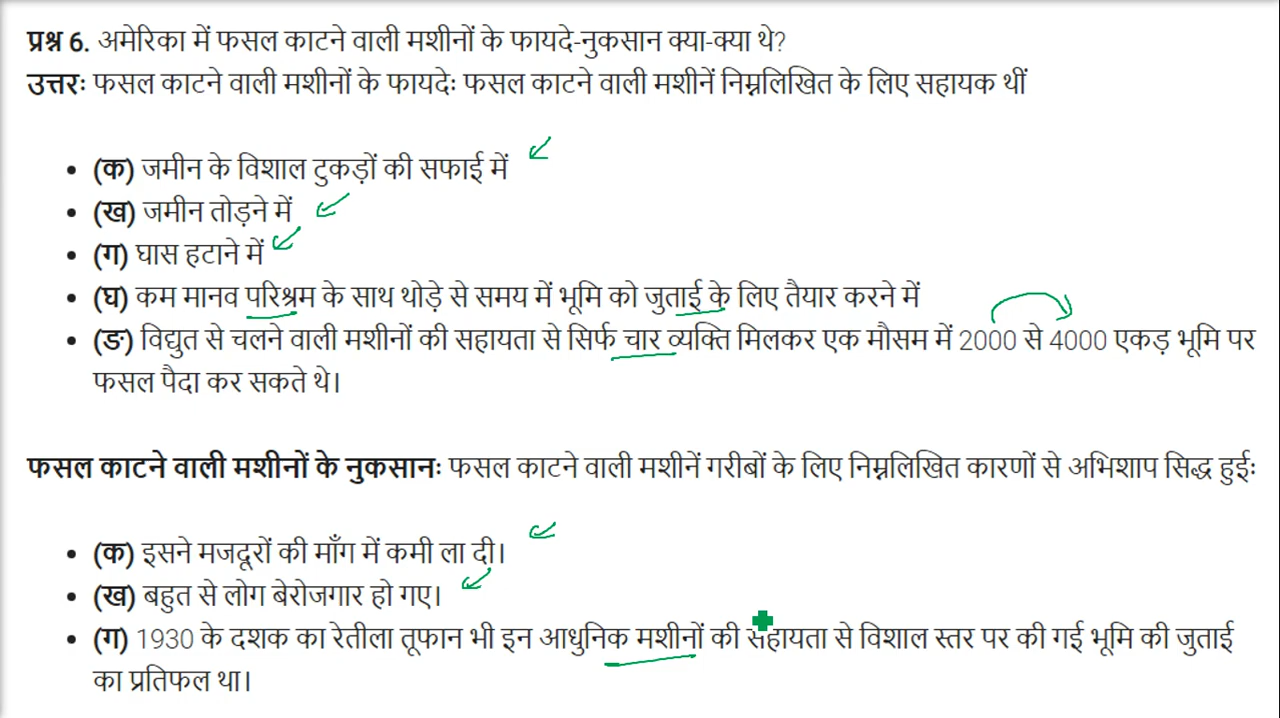 प्रश्न 6. अमेरिका में फसल काटने वाली मशीनों के फायदे-नुकसान क्या-क्या थे?
उत्तरः फसल काटने वाली मशीनों के फायदेः फसल काटने वाली मशीनें निम्नलिखित के लिए सहायक थीं
• (क) जमीन के विशाल टुकड़ों की सफाई में
• (ख) जमीन तोड़ने में
• (ग) घास हटाने में
• (घ) कम मानव परिश्रम के साथ थोड़े से समय में भूमि को जुताई के लिए तैयार करने में
• (ङ) विद्युत से चलने वाली मशीनों की सहायता से सिर्फ चार व्यक्ति मिलकर एक मौसम में 2000 से 4000 एकड़ भूमि पर
फसल पैदा कर सकते थे।
फसल काटने वाली मशीनों के नुकसानः फसल काटने वाली मशीनें गरीबों के लिए निम्नलिखित कारणों से अभिशाप सिद्ध हुईः
• (क) इसने मजदूरों की माँग में कमी ला दी।
• (ख) बहुत से लोग बेरोजगार हो गए।
• (ग) 1930 के दशक का रेतीला तूफान भी इन आधुनिक मशीनों की सहायता से विशाल स्तर पर की गई भूमि की जुताई
का प्रतिफल था।